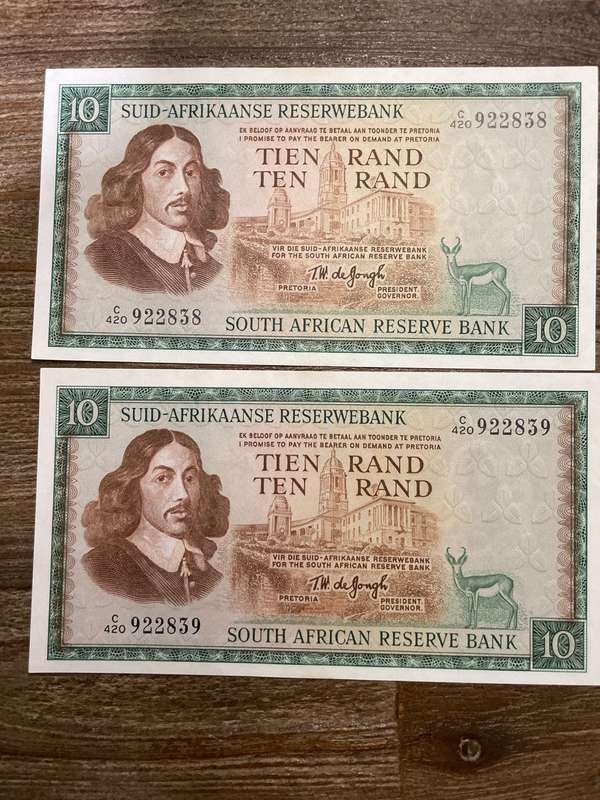 10 SUID-AFRIKAANSE RESERWEBANK C/420 922838
EK BELOOF OP AANVRAAG TE BETAAL AAN TOONDER TE PRETORIA
I PROMISE TO PAY THE BEARER ON DEMAND AT PRETORIA
TIEN RAND
TEN RAND
VIR DIE SUID-AFRIKAANSE RESERWEBANK
FOR THE SOUTH AFRICAN RESERVE BANK
T.W. de Jongh
PRETORIA PRESIDENT.
GOVERNOR.
C/420 922838 SOUTH AFRICAN RESERVE BANK 10
10 SUID-AFRIKAANSE RESERWEBANK C/420 922839
EK BELOOF OP AANVRAAG TE BETAAL AAN TOONDER TE PRETORIA
I PROMISE TO PAY THE BEARER ON DEMAND AT PRETORIA
TIEN RAND
TEN RAND
VIR DIE SUID-AFRIKAANSE RESERWEBANK
FOR THE SOUTH AFRICAN RESERVE BANK
T.W. de Jongh
PRETORIA PRESIDENT.
GOVERNOR.
C/420 922839 SOUTH AFRICAN RESERVE BANK 10